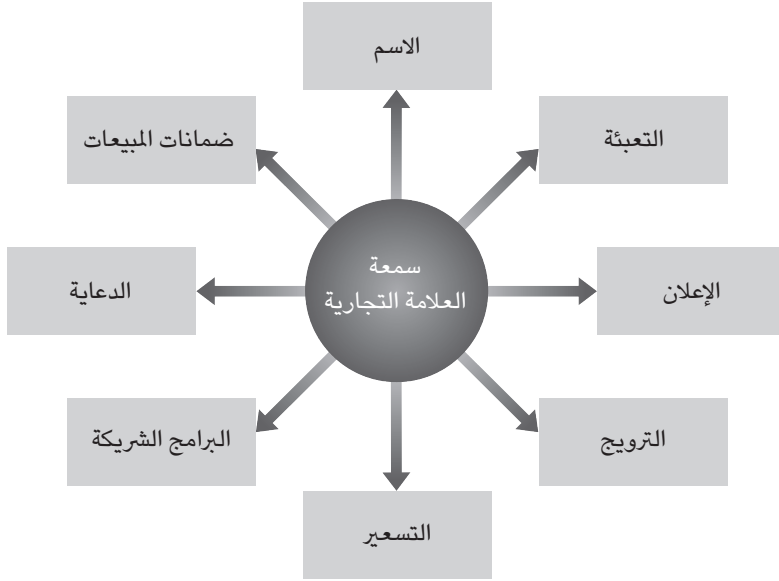 الاسم
التعبئة
ضمانات المبيعات
سمعة
العلامة التجارية
الإعلان
الدعاية
الترويج
البرامج الشريكة
التسعير